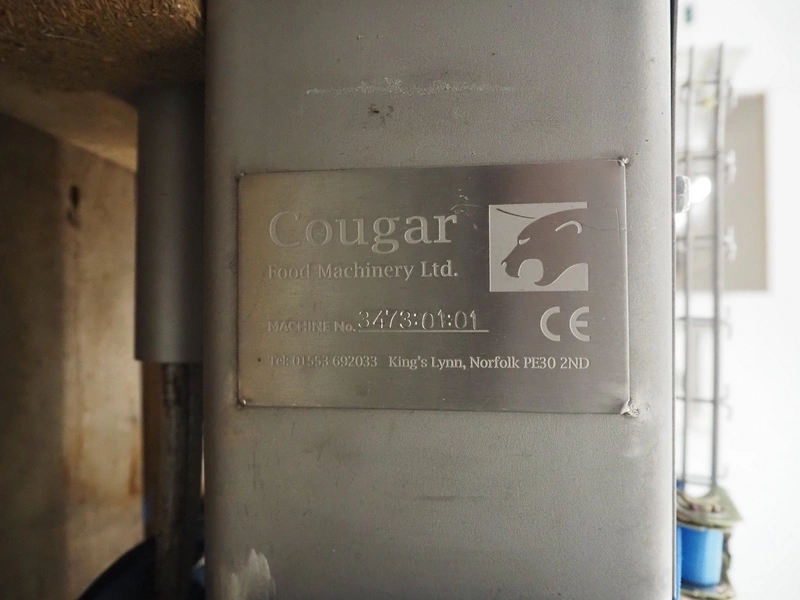 Cougar
Food Machinery Ltd.
MACHINE No. 3473:01:01
CE
Tel: 01553 692033 King's Lynn, Norfolk PE30 2ND